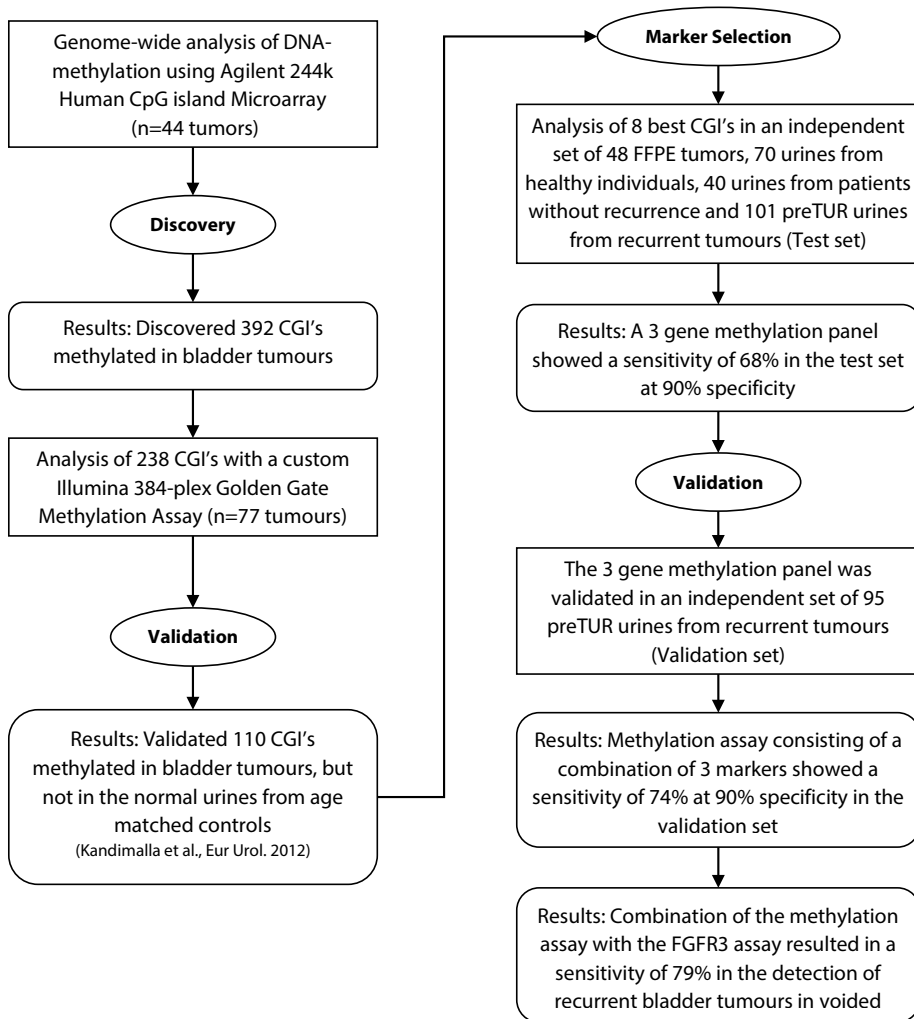 Genome-wide analysis of DNA-
methylation using Agilent 244k
Human CpG island Microarray
(n=44 tumors)
Discovery
Results: Discovered 392 CGI's
methylated in bladder tumours
Analysis of 238 CGI's with a custom
Illumina 384-plex Golden Gate
Methylation Assay (n=77 tumours)
Validation
Results: Validated 110 CGI's
methylated in bladder tumours, but
not in the normal urines from age
matched controls
(Kandimalla et al., Eur Urol. 2012)
Marker Selection
Analysis of 8 best CGI's in an independent
set of 48 FFPE tumors, 70 urines from
healthy individuals, 40 urines from patients
without recurrence and 101 preTUR urines
from recurrent tumours (Test set)
Results: A 3 gene methylation panel
showed a sensitivity of 68% in the test set
at 90% specificity
Validation
The 3 gene methylation panel was
validated in an independent set of 95
preTUR urines from recurrent tumours
(Validation set)
Results: Methylation assay consisting of a
combination of 3 markers showed a
sensitivity of 74% at 90% specificity in the
validation set
Results: Combination of the methylation
assay with the FGFR3 assay resulted in a
sensitivity of 79% in the detection of
recurrent bladder tumours in voided